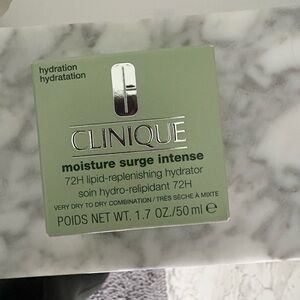 hydration
hydratation
CLINIQUE
moisture surge intense
72H lipid-replenishing hydrator
soin hydro-relipidant 72H
VERY DRY TO DRY COMBINATION / TRÈS SÈCHE À MIXTE
POIDS NET WT. 1.7 OZ./50 ml ℮